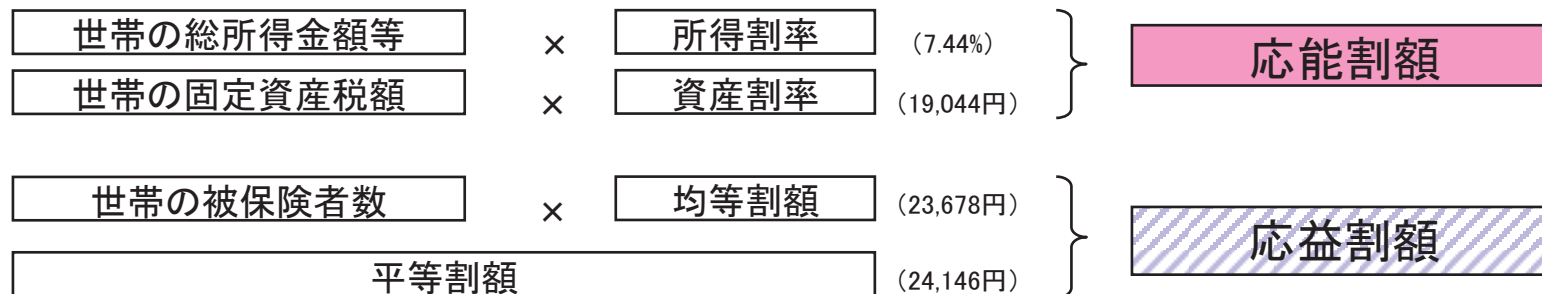 世帯の総所得金額等 × 所得割率 (7.44%)
応能割額
世帯の固定資産税額 × 資産割率 (19,044円)
世帯の被保険者数 × 均等割額 (23,678円)
応益割額
平等割額 (24,146円)